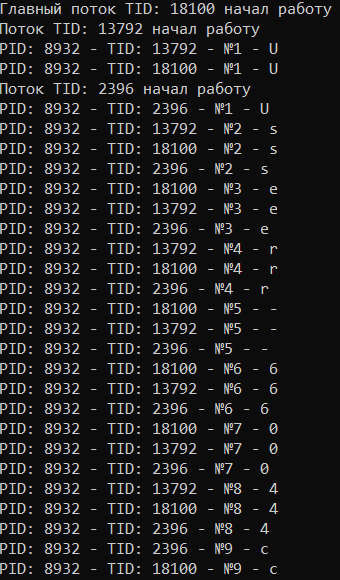 Главный поток TID: 18100 начал работу
Поток TID: 13792 начал работу
PID: 8932 - TID: 13792 - №1 - U
PID: 8932 - TID: 18100 - №1 - U
Поток TID: 2396 начал работу
PID: 8932 - TID: 2396 - №1 - U
PID: 8932 - TID: 13792 - №2 - s
PID: 8932 - TID: 18100 - №2 - s
PID: 8932 - TID: 2396 - №2 - s
PID: 8932 - TID: 18100 - №3 - e
PID: 8932 - TID: 13792 - №3 - e
PID: 8932 - TID: 2396 - №3 - e
PID: 8932 - TID: 13792 - №4 - r
PID: 8932 - TID: 18100 - №4 - r
PID: 8932 - TID: 2396 - №4 - r
PID: 8932 - TID: 18100 - №5 - -
PID: 8932 - TID: 13792 - №5 - -
PID: 8932 - TID: 2396 - №5 - -
PID: 8932 - TID: 18100 - №6 - 6
PID: 8932 - TID: 13792 - №6 - 6
PID: 8932 - TID: 2396 - №6 - 6
PID: 8932 - TID: 18100 - №7 - 0
PID: 8932 - TID: 13792 - №7 - 0
PID: 8932 - TID: 2396 - №7 - 0
PID: 8932 - TID: 13792 - №8 - 4
PID: 8932 - TID: 18100 - №8 - 4
PID: 8932 - TID: 2396 - №8 - 4
PID: 8932 - TID: 2396 - №9 - c
PID: 8932 - TID: 18100 - №9 - c